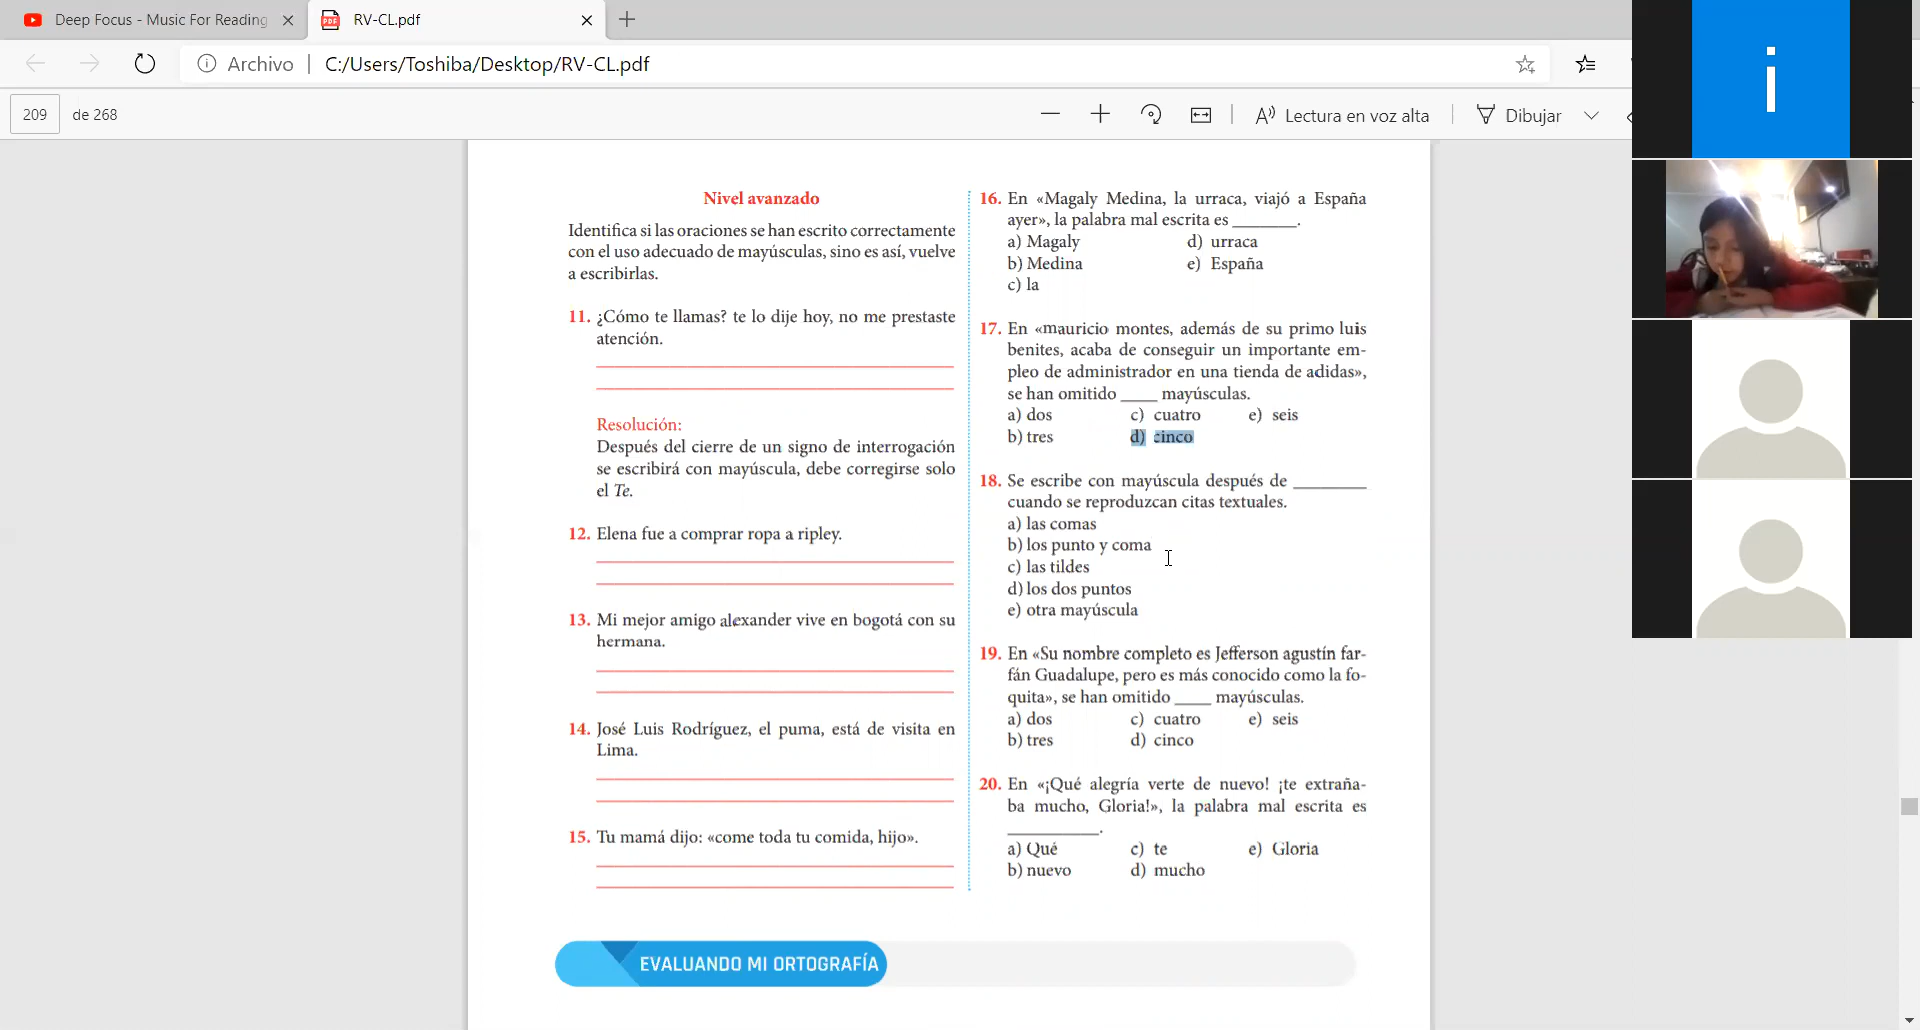 Deep Focus - Music For Reading
RV-CL.pdf
Archivo | C:/Users/Toshiba/Desktop/RV-CL.pdf
209 de 268
Lectura en voz alta
Dibujar
i
Nivel avanzado
Identifica si las oraciones se han escrito correctamente
con el uso adecuado de mayúsculas, sino es así, vuelve
a escribirlas.
11. ¿Cómo te llamas? te lo dije hoy, no me prestaste
atención.
Resolución:
Después del cierre de un signo de interrogación
se escribirá con mayúscula, debe corregirse solo
el Te.
12. Elena fue a comprar ropa a ripley.
13. Mi mejor amigo alexander vive en bogotá con su
hermana.
14. José Luis Rodríguez, el puma, está de visita en
Lima.
15. Tu mamá dijo: «come toda tu comida, hijo».
16. En «Magaly Medina, la urraca, viajó a España
ayer», la palabra mal escrita es _______.
a) Magaly d) urraca
b) Medina e) España
c) la
17. En «mauricio montes, además de su primo luis
benites, acaba de conseguir un importante em-
pleo de administrador en una tienda de adidas»,
se han omitido ____ mayúsculas.
a) dos c) cuatro e) seis
b) tres d) cinco
18. Se escribe con mayúscula después de ________
cuando se reproduzcan citas textuales.
a) las comas
b) los punto y coma
c) las tildes
d) los dos puntos
e) otra mayúscula
19. En «Su nombre completo es Jefferson agustín far-
fán Guadalupe, pero es más conocido como la fo-
quita», se han omitido ____ mayúsculas.
a) dos c) cuatro e) seis
b) tres d) cinco
20. En «¡Qué alegría verte de nuevo! ¡te extraña-
ba mucho, Gloria!», la palabra mal escrita es
__________.
a) Qué c) te e) Gloria
b) nuevo d) mucho
EVALUANDO MI ORTOGRAFÍA